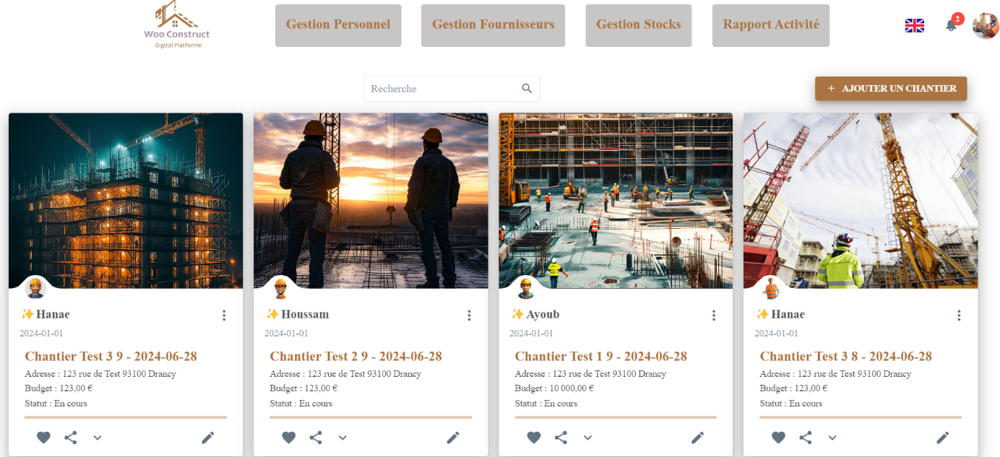 Woo Construct
Digital Platforme
Gestion Personnel
Gestion Fournisseurs
Gestion Stocks
Rapport Activité
2
Recherche
+ AJOUTER UN CHANTIER
✨ Hanae
2024-01-01
Chantier Test 3 9 - 2024-06-28
Adresse : 123 rue de Test 93100 Drancy
Budget : 123,00 €
Statut : En cours
✨ Houssam
2024-01-01
Chantier Test 2 9 - 2024-06-28
Adresse : 123 rue de Test 93100 Drancy
Budget : 123,00 €
Statut : En cours
✨ Ayoub
2024-01-01
Chantier Test 1 9 - 2024-06-28
Adresse : 123 rue de Test 93100 Drancy
Budget : 10 000,00 €
Statut : En cours
✨ Hanae
2024-01-01
Chantier Test 3 8 - 2024-06-28
Adresse : 123 rue de Test 93100 Drancy
Budget : 123,00 €
Statut : En cours